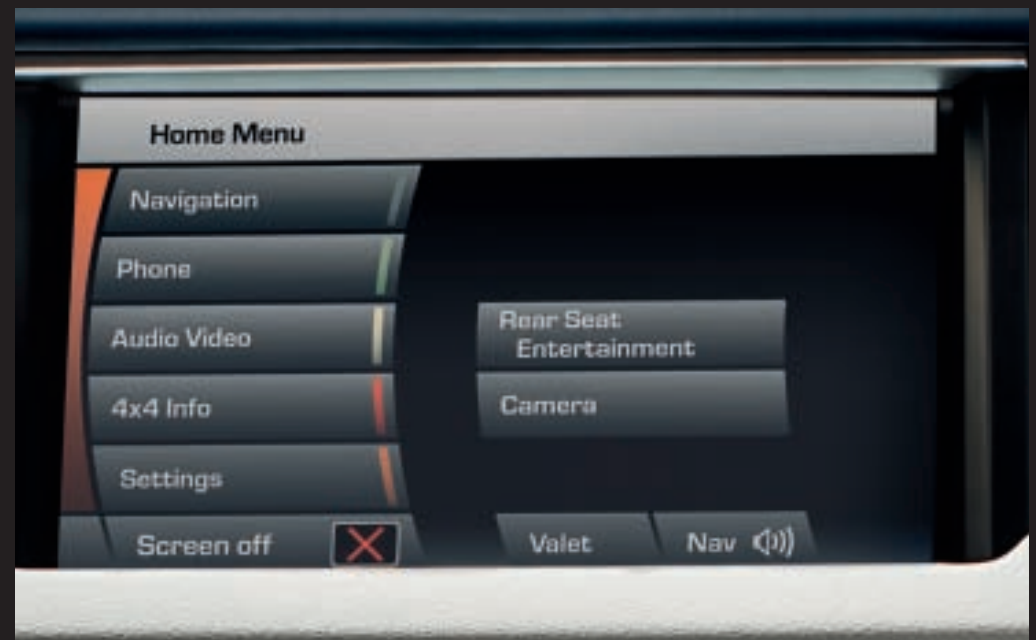 Home Menu
Navigation
Phone
Audio Video
4x4 Info
Settings
Rear Seat
Entertainment
Camera
Screen off
Valet
Nav